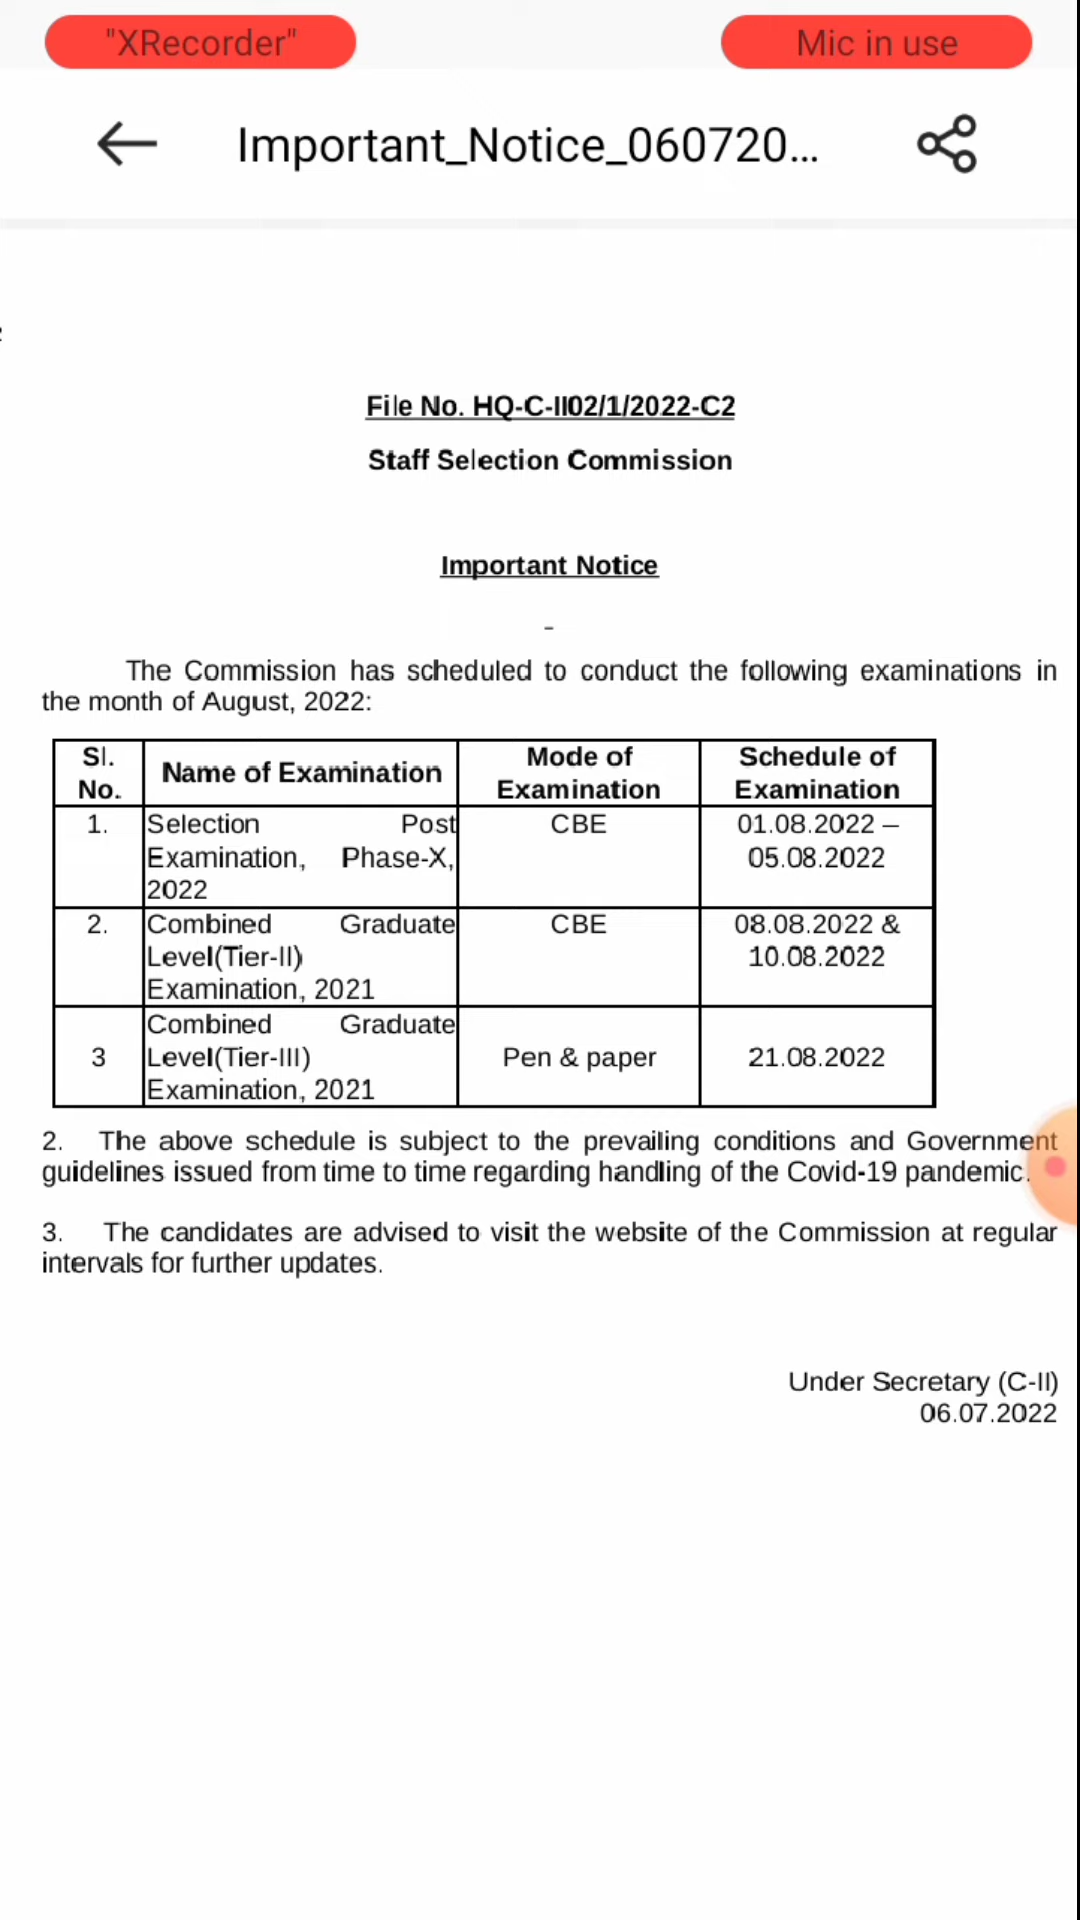 "XRecorder"
Mic in use
Important_Notice_060720...
File No. HQ-C-II02/1/2022-C2
Staff Selection Commission
Important Notice
The Commission has scheduled to conduct the following examinations in
the month of August, 2022:
Sl. No. | Name of Examination | Mode of Examination | Schedule of Examination
1. Selection Post CBE 01.08.2022 –
Examination, Phase-X, 05.08.2022
2022
2. Combined Graduate CBE 08.08.2022 &
Level(Tier-II) 10.08.2022
Examination, 2021
Combined Graduate
3 Level(Tier-III) Pen & paper 21.08.2022
Examination, 2021
2. The above schedule is subject to the prevailing conditions and Government
guidelines issued from time to time regarding handling of the Covid-19 pandemic.
3. The candidates are advised to visit the website of the Commission at regular
intervals for further updates.
Under Secretary (C-II)
06.07.2022